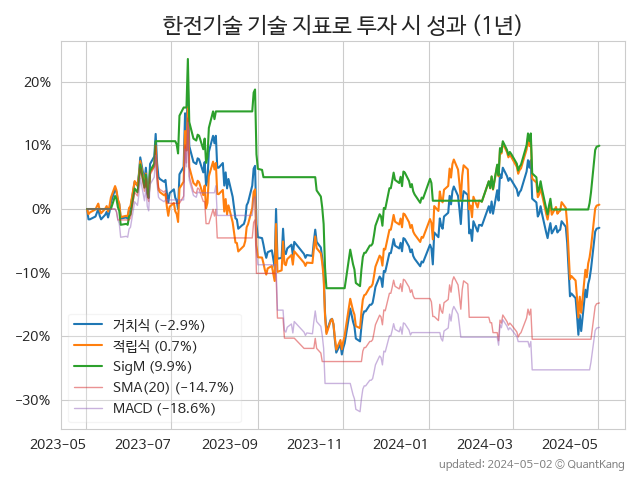 한전기술 기술 지표로 투자 시 성과 (1년)
20%
10%
0%
−10%
−20%
−30%
거치식 (−2.9%)
적립식 (0.7%)
SigM (9.9%)
SMA(20) (−14.7%)
MACD (−18.6%)
2023-05
2023-07
2023-09
2023-11
2024-01
2024-03
2024-05
updated: 2024-05-02 © QuantKang